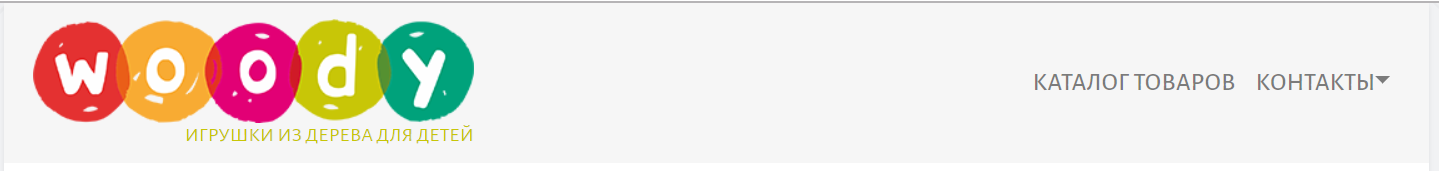 woody
ИГРУШКИ ИЗ ДЕРЕВА ДЛЯ ДЕТЕЙ
КАТАЛОГ ТОВАРОВ КОНТАКТЫ